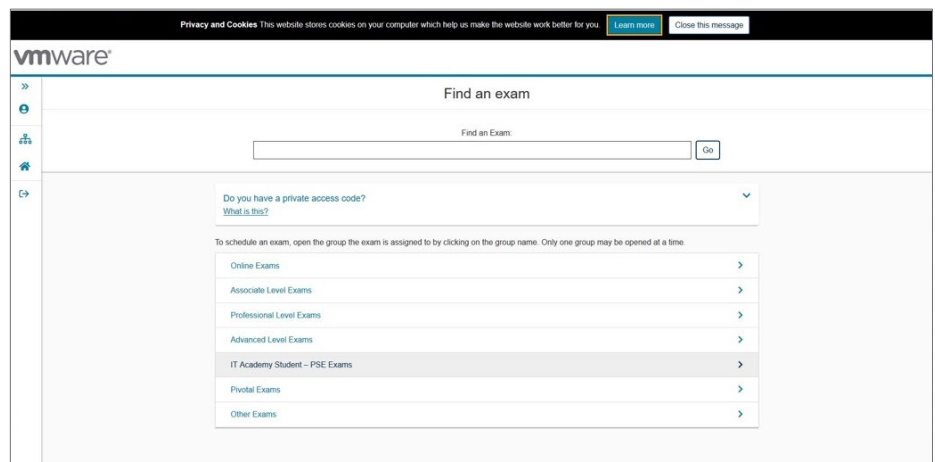 Privacy and Cookies This website stores cookies on your computer which help us make the website work better for you. Learn more Close this message
vmware®
Find an exam
Find an Exam:
Go
Do you have a private access code?
What is this?
To schedule an exam, open the group the exam is assigned to by clicking on the group name. Only one group may be opened at a time.
Online Exams
Associate Level Exams
Professional Level Exams
Advanced Level Exams
IT Academy Student – PSE Exams
Pivotal Exams
Other Exams